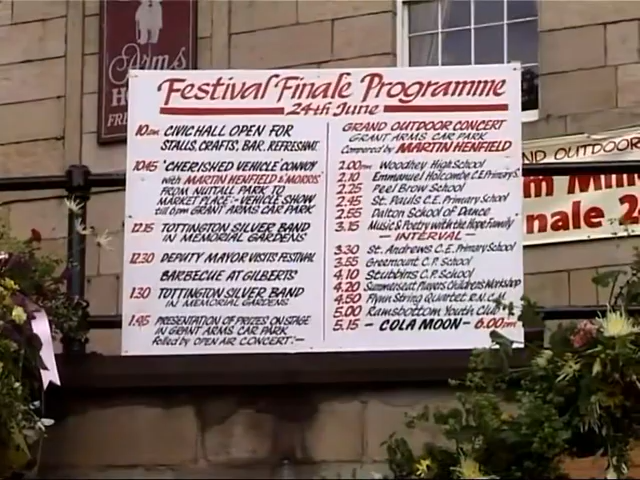 Arms
H
FRE
Festival Finale Programme
24th June
10am CIVIC HALL OPEN FOR
STALLS, CRAFTS, BAR, REFRESHMT.
10.45 'CHERISHED VEHICLE' CONVOY
with MARTIN HENFIELD & 'MORRIS'
FROM NUTTALL PARK TO
MARKET PLACE :- VEHICLE SHOW
till 6pm GRANT ARMS CAR PARK
12.15 TOTTINGTON SILVER BAND
IN MEMORIAL GARDENS
12.30 DEPUTY MAYOR VISITS FESTIVAL
BARBECUE AT GILBERTS
1.30 TOTTINGTON SILVER BAND
IN MEMORIAL GARDENS
1.45 PRESENTATION OF PRIZES ON STAGE
IN GRANT ARMS CAR PARK
Folled by OPEN AIR CONCERT :-
GRAND OUTDOOR CONCERT
GRANT ARMS CAR PARK
Compered by MARTIN HENFIELD
2.00pm Woodhey High School
2.10 Emmanuel Holcombe C.E. Primary S.
2.25 Peel Brow School
2.45 St. Pauls C.E. Primary School
2.55 Dalton School of Dance
3.15 Music & Poetry with the Hope Family
— INTERVAL —
3.30 St. Andrews C.E. Primary School
3.55 Greenmount C.P. School
4.10 Stubbins C.P. School
4.20 Summerseat Players Childrens Workshop
4.50 Flynn String Quartet R.N.C.M.
5.00 Ramsbottom Youth Club
5.15 — COLA MOON — 6.00pm
ND OUTDOOR
nale 2